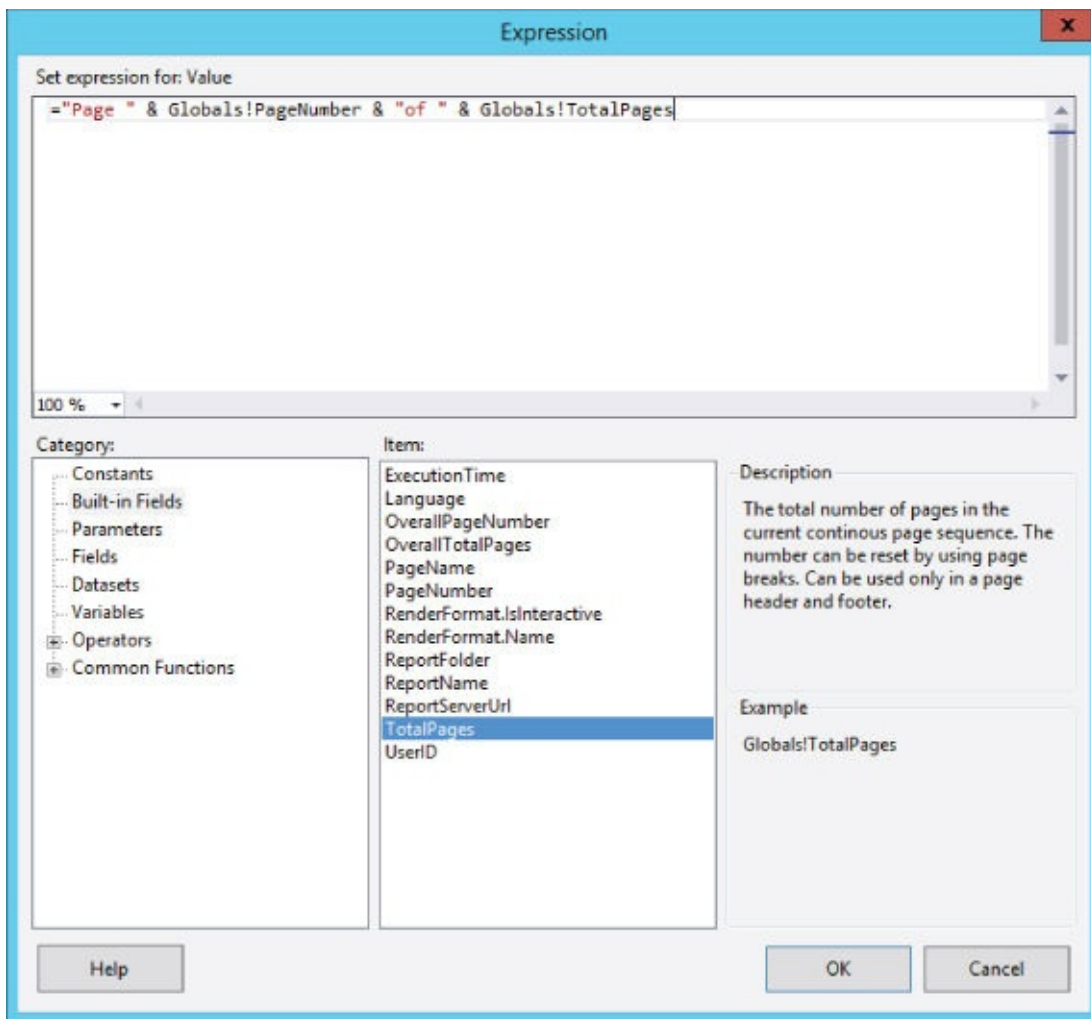 Expression
x
Set expression for: Value
="Page " & Globals!PageNumber & "of " & Globals!TotalPages
100 %
Category:
Constants
Built-in Fields
Parameters
Fields
Datasets
Variables
Operators
Common Functions
Item:
ExecutionTime
Language
OverallPageNumber
OverallTotalPages
PageName
PageNumber
RenderFormat.IsInteractive
RenderFormat.Name
ReportFolder
ReportName
ReportServerUrl
TotalPages
UserID
Description
The total number of pages in the
current continous page sequence. The
number can be reset by using page
breaks. Can be used only in a page
header and footer.
Example
Globals!TotalPages
Help
OK
Cancel